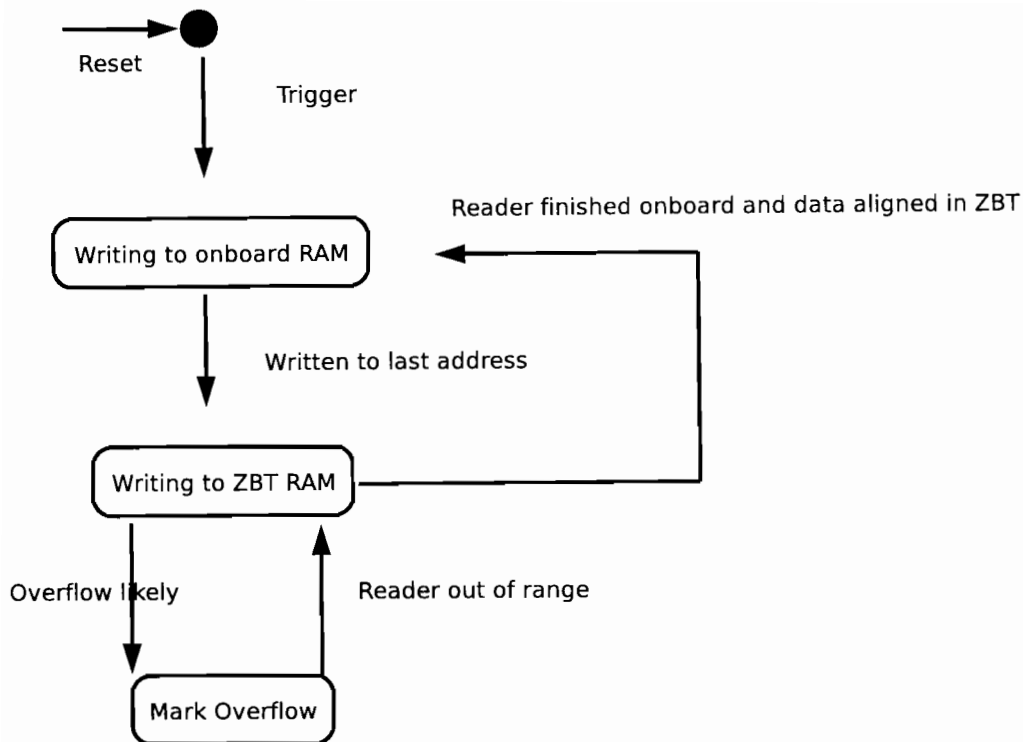 Reset
Trigger
Reader finished onboard and data aligned in ZBT
Writing to onboard RAM
Written to last address
Writing to ZBT RAM
Overflow likely
Reader out of range
Mark Overflow